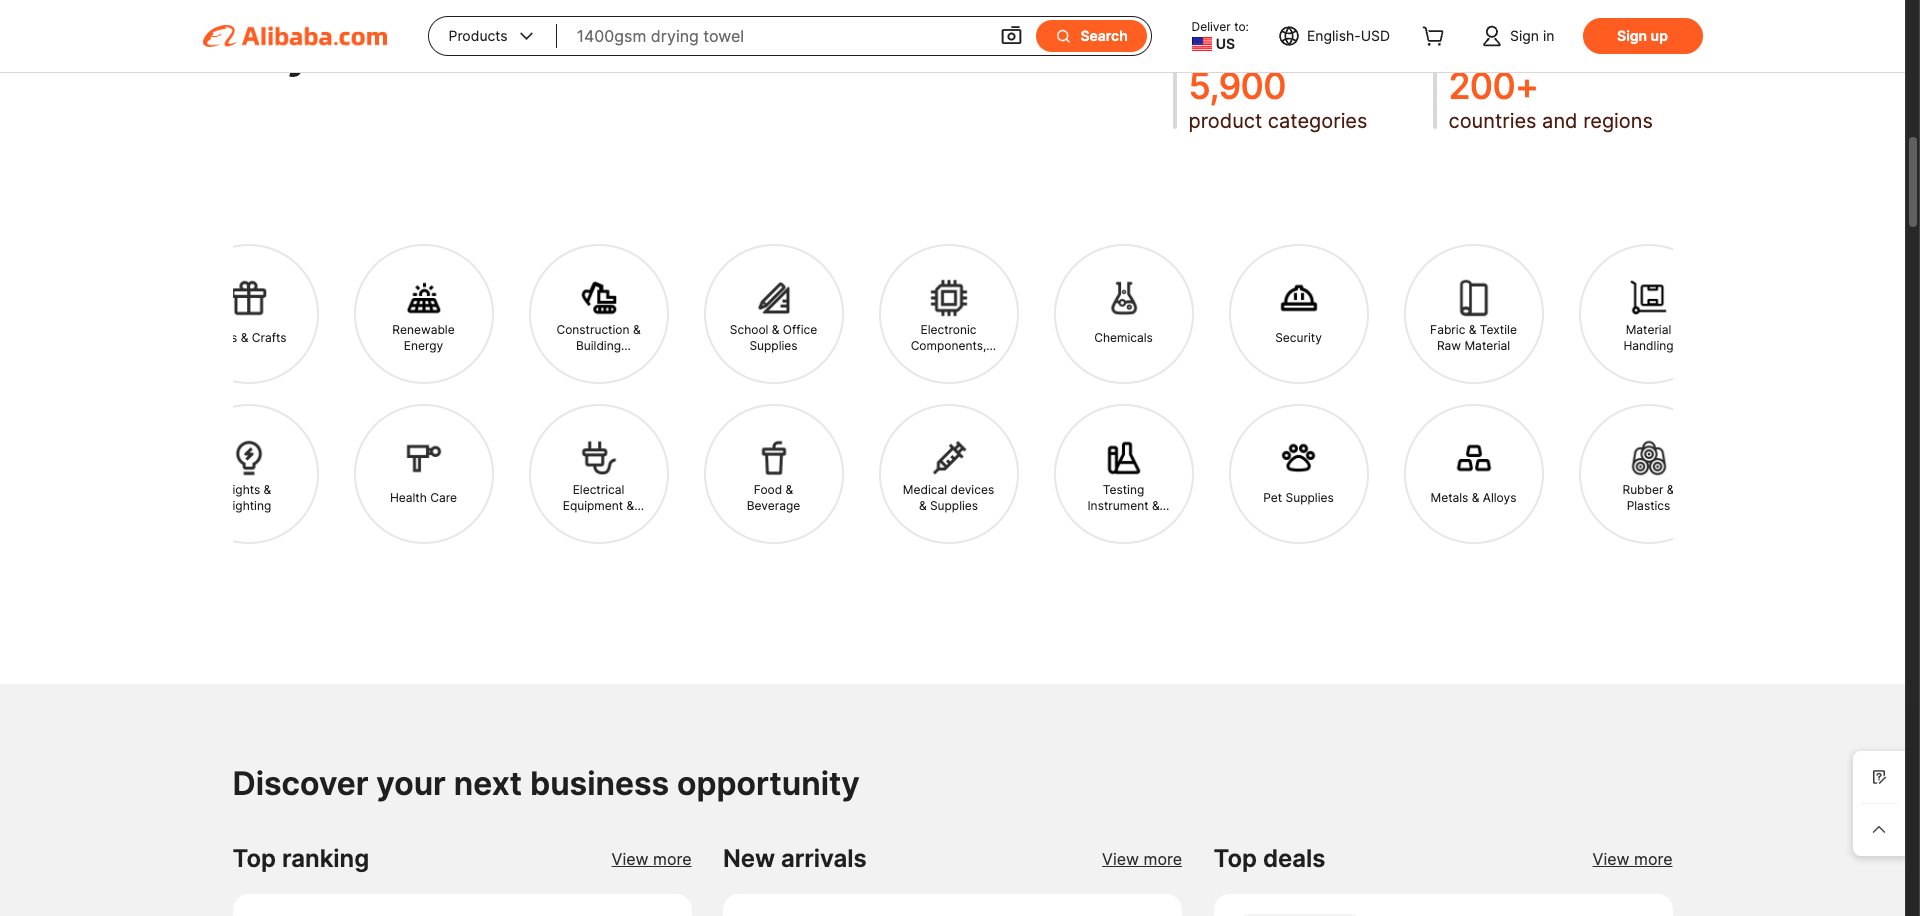 Alibaba.com
Products
1400gsm drying towel
Search
Deliver to:
US
English-USD
Sign in
Sign up
5,900
product categories
200+
countries and regions
s & Crafts
Renewable
Energy
Construction &
Building...
School & Office
Supplies
Electronic
Components,...
Chemicals
Security
Fabric & Textile
Raw Material
Material
Handling
ights &
ighting
Health Care
Electrical
Equipment &...
Food &
Beverage
Medical devices
& Supplies
Testing
Instrument &...
Pet Supplies
Metals & Alloys
Rubber &
Plastics
Discover your next business opportunity
Top ranking
View more
New arrivals
View more
Top deals
View more